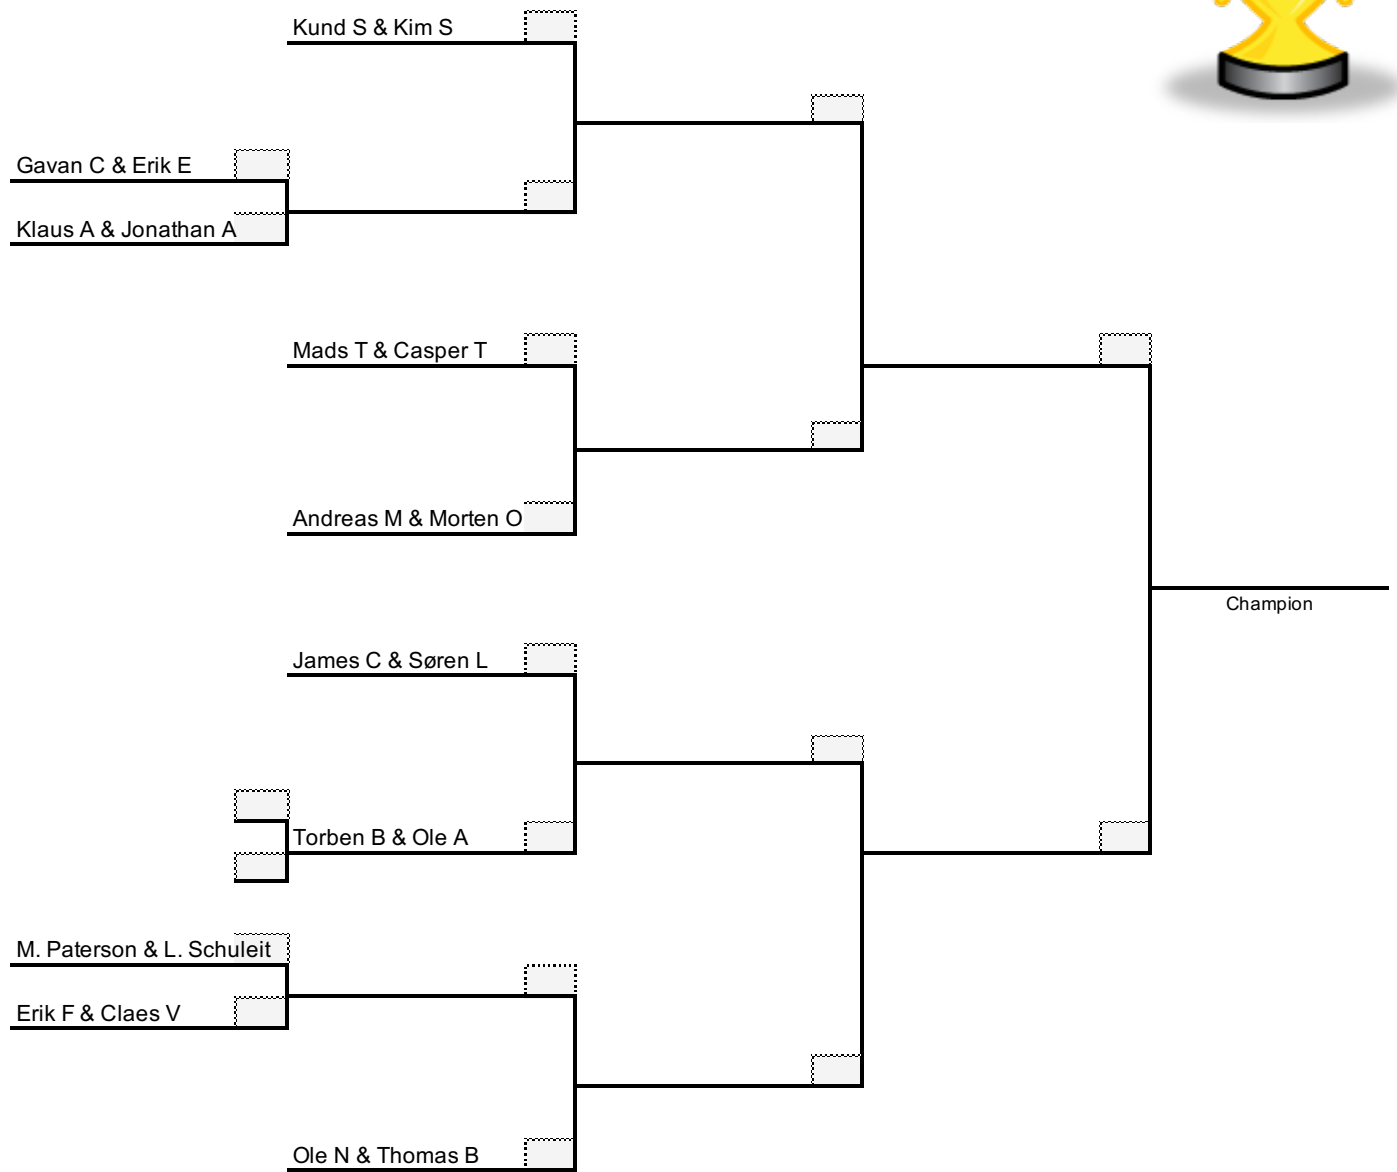 Kund S & Kim S
Gavan C & Erik E
Klaus A & Jonathan A
Mads T & Casper T
Andreas M & Morten O
Champion
James C & Søren L
Torben B & Ole A
M. Paterson & L. Schuleit
Erik F & Claes V
Ole N & Thomas B